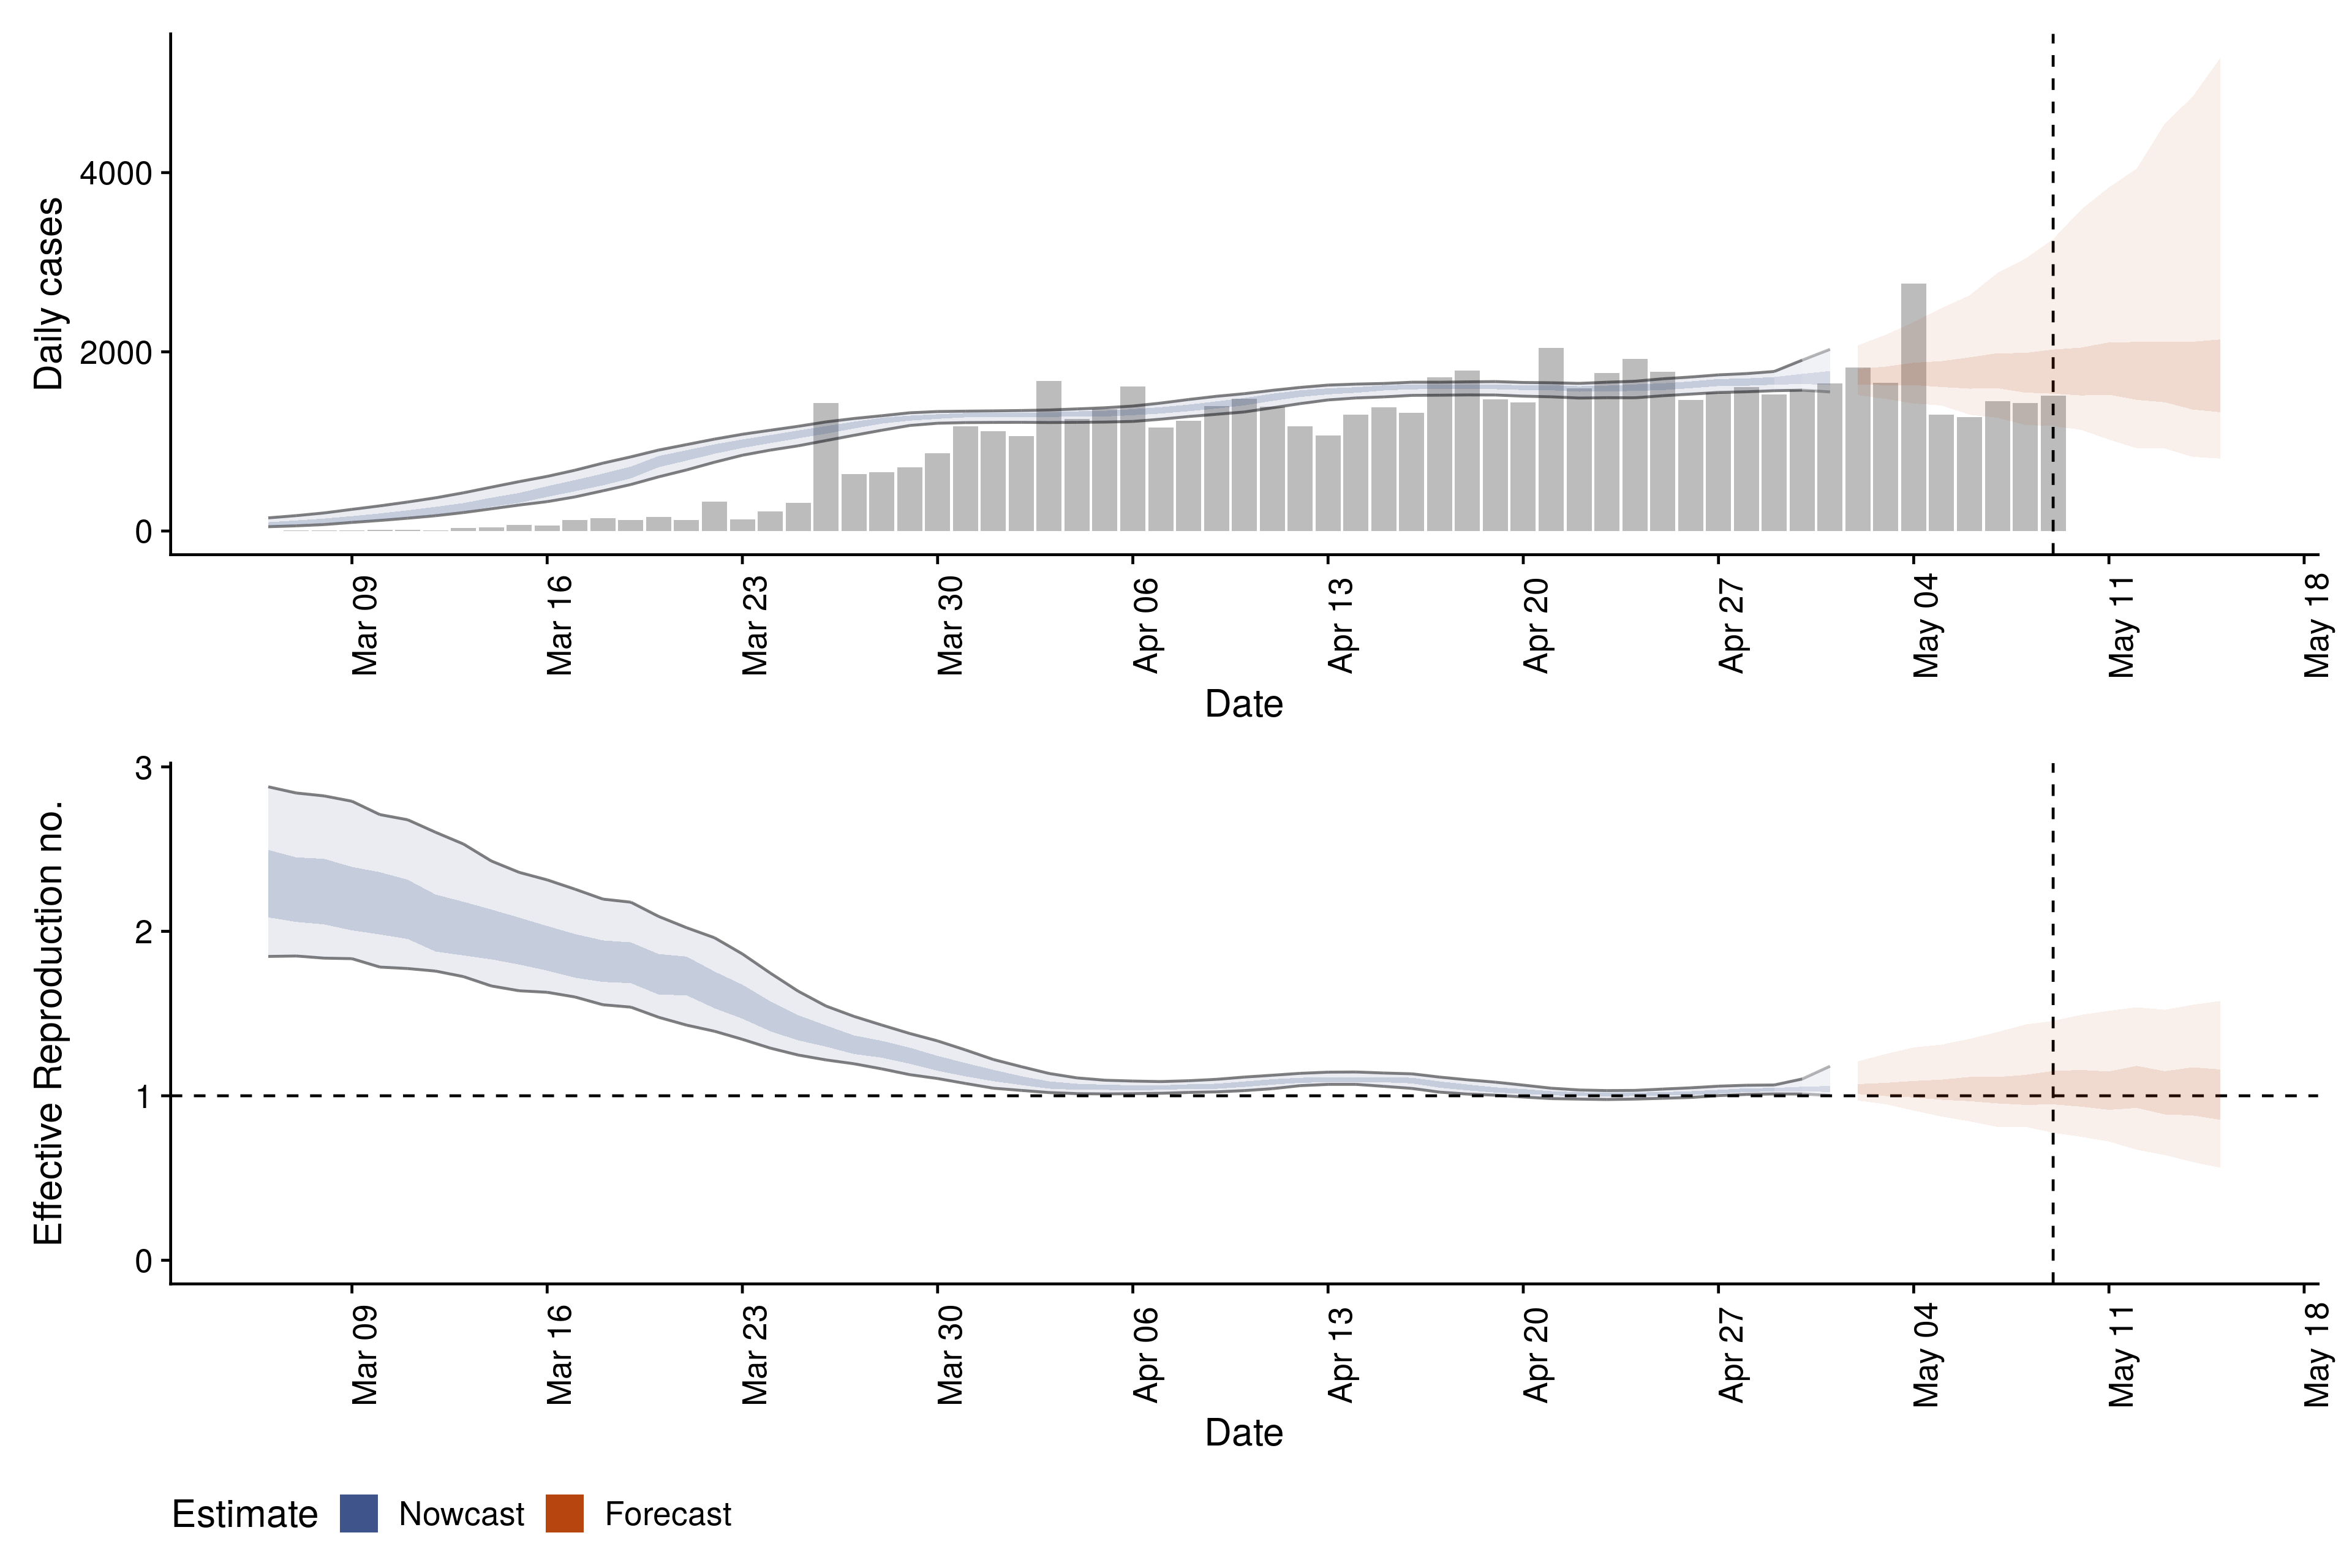 Daily cases
4000
2000
0
Mar 09
Mar 16
Mar 23
Mar 30
Apr 06
Apr 13
Apr 20
Apr 27
May 04
May 11
May 18
Date
Effective Reproduction no.
3
2
1
0
Mar 09
Mar 16
Mar 23
Mar 30
Apr 06
Apr 13
Apr 20
Apr 27
May 04
May 11
May 18
Date
Estimate Nowcast Forecast